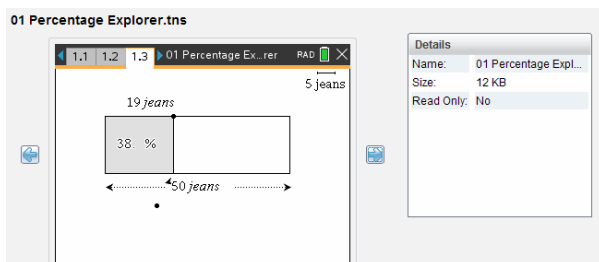 01 Percentage Explorer.tns
1.1 1.2 1.3 01 Percentage Ex...rer RAD
5 jeans
19 jeans
38. %
50 jeans
Details
Name: 01 Percentage Expl...
Size: 12 KB
Read Only: No